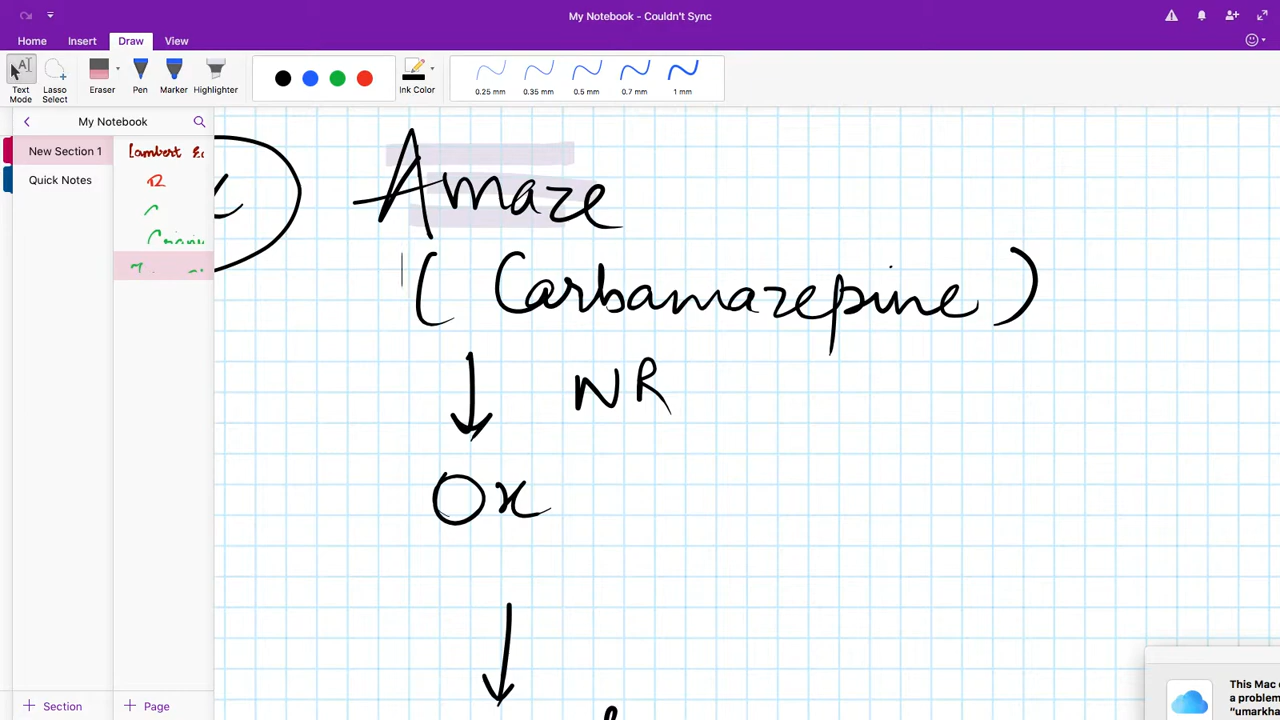 My Notebook - Couldn't Sync
Home Insert Draw View
Text Mode
Lasso Select
Eraser
Pen
Marker
Highlighter
Ink Color
0.25 mm 0.35 mm 0.5 mm 0.7 mm 1 mm
My Notebook
New Section 1
Quick Notes
Lambert
Amaze
( Carbamazepine )
NR
Ox
+ Section
+ Page
This Mac
a problem
"umarkha